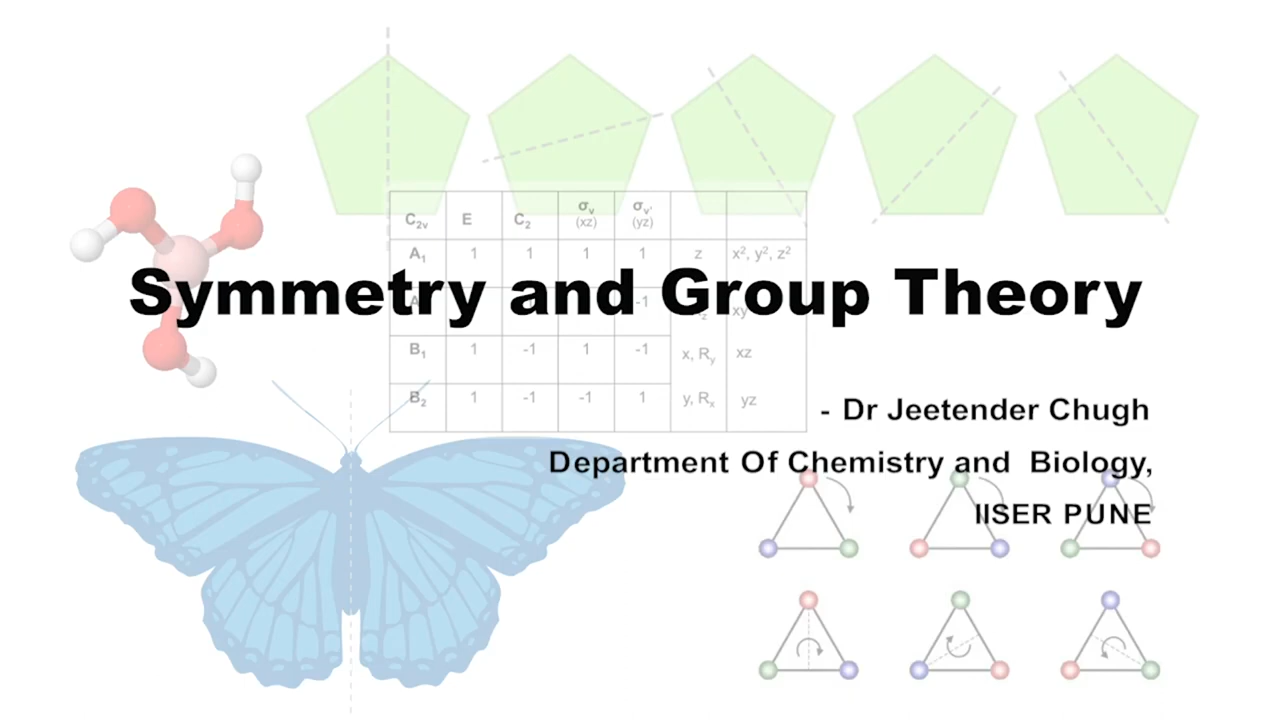 C2v E C2 σv (xz) σv' (yz)
A1 1 1 1 1 z x², y², z²
Symmetry and Group Theory
B1 1 -1 1 -1 x, Ry xz
B2 1 -1 -1 1 y, Rx yz
- Dr Jeetender Chugh
Department Of Chemistry and Biology,
IISER PUNE